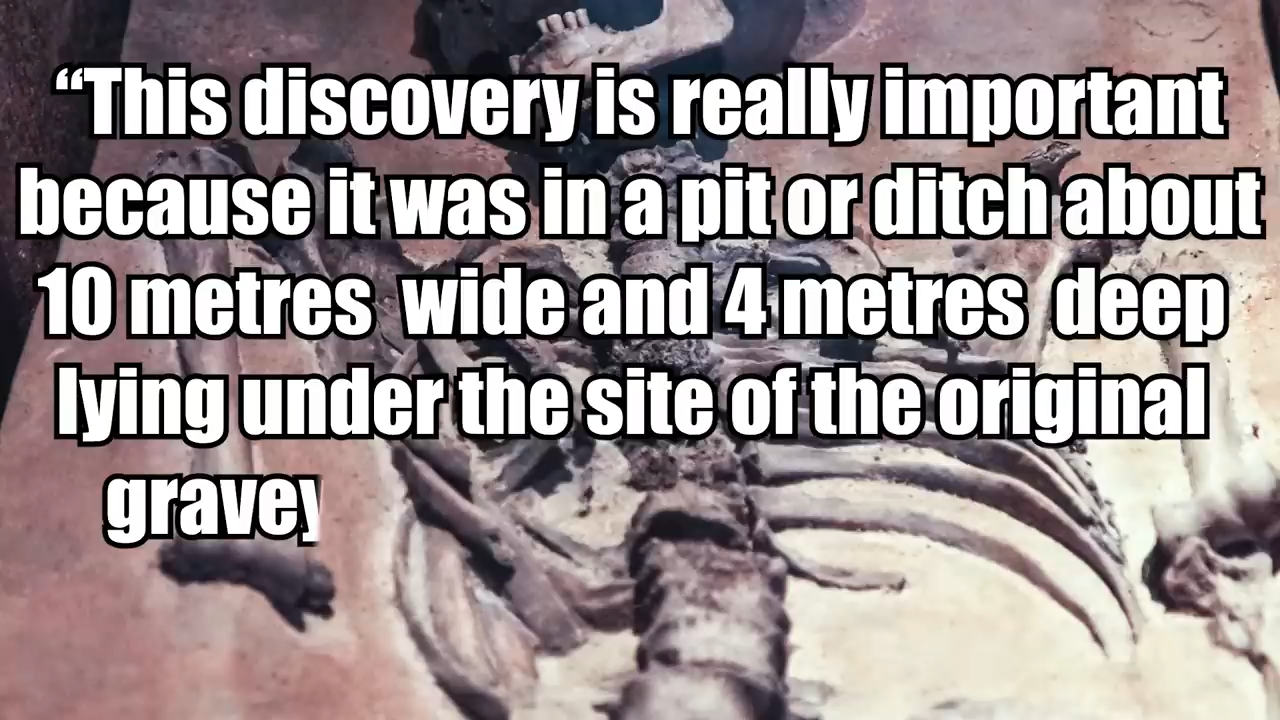 “This discovery is really important
because it was in a pit or ditch about
10 metres  wide and 4 metres  deep
lying under the site of the original
gravey